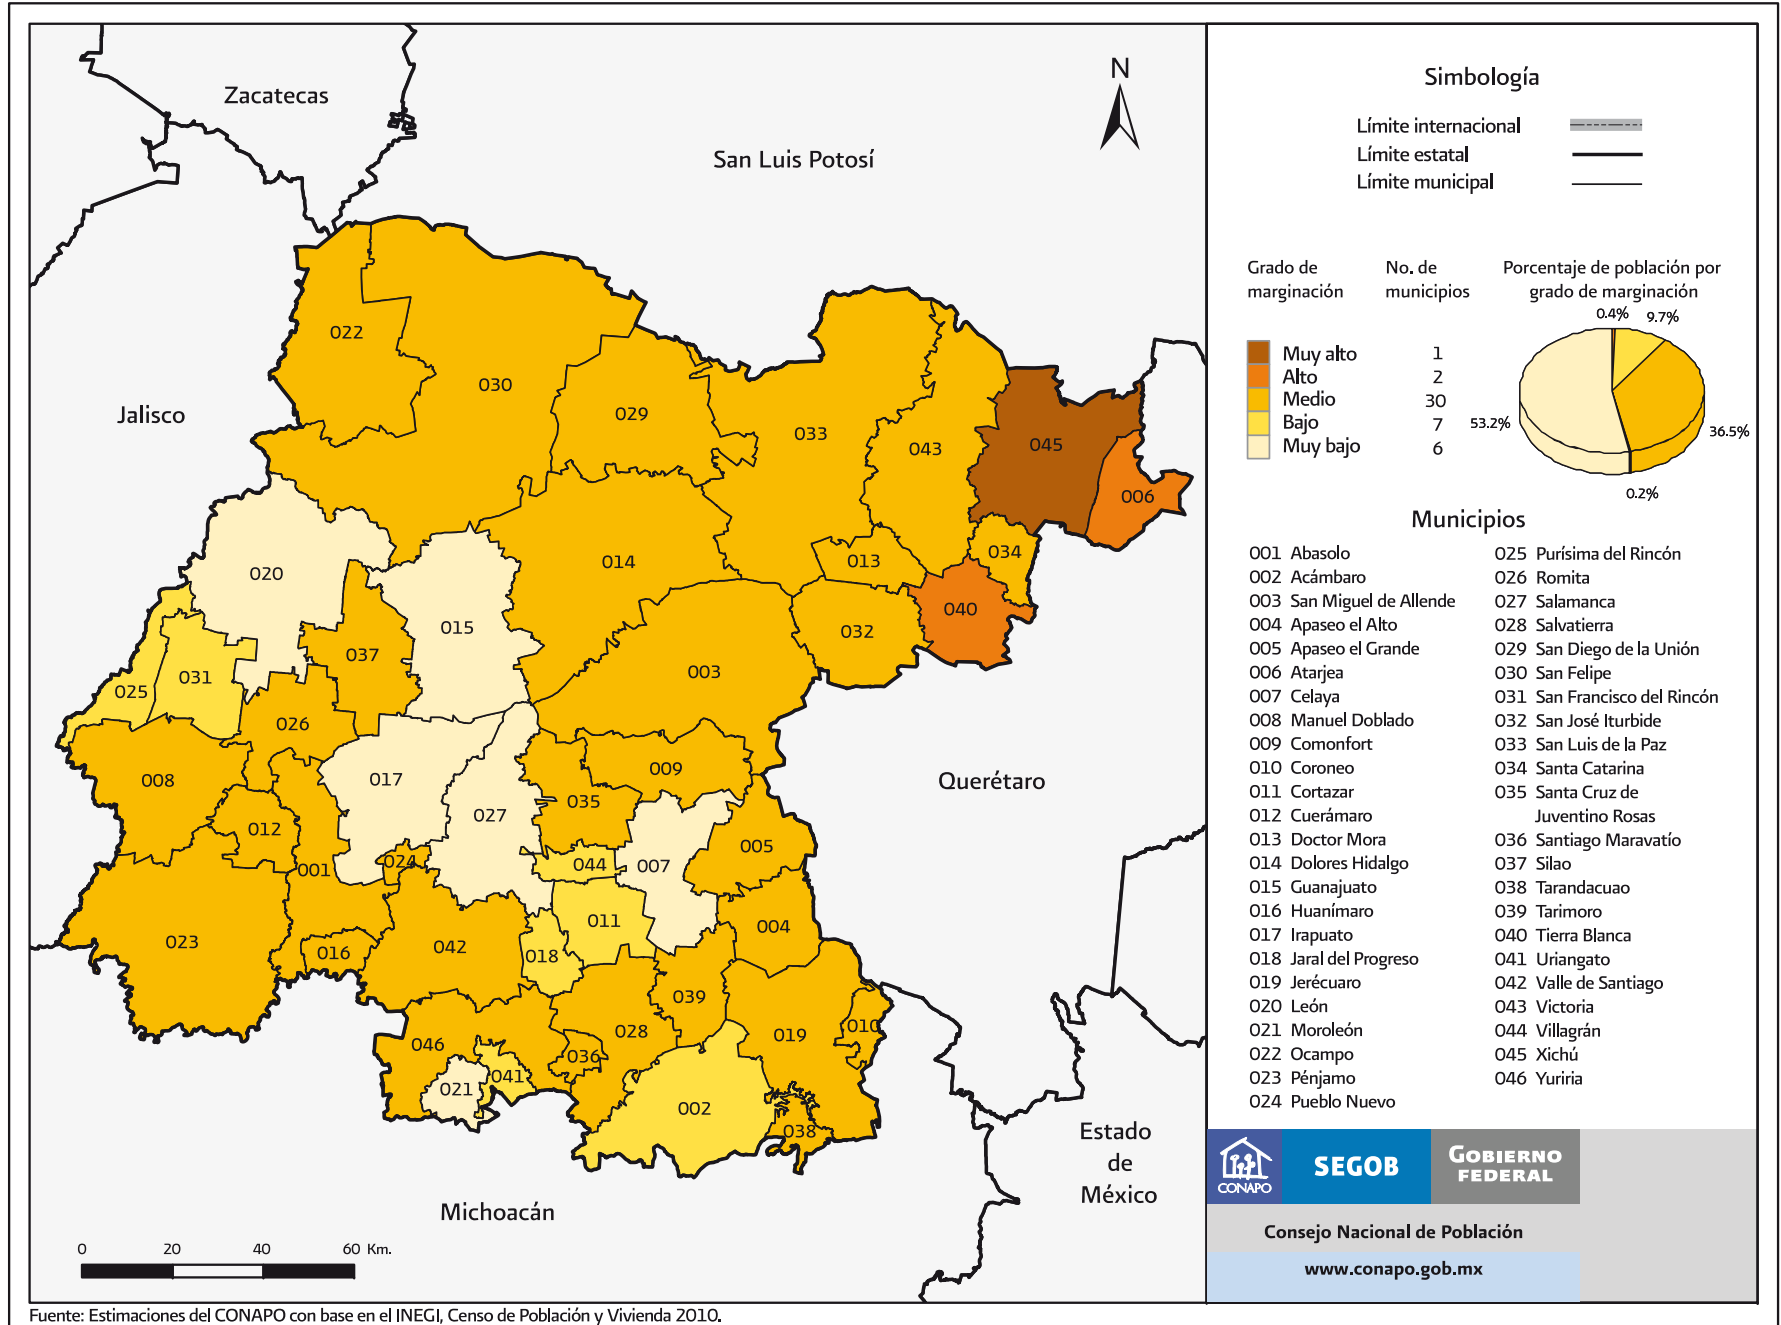 Zacatecas
San Luis Potosí
N
Jalisco
Querétaro
Michoacán
Estado
de
México
022
030
029
033
043
045
006
020
014
013
034
015
040
037
032
031
025
003
026
008
017
009
027
035
012
005
024
044
007
001
011
004
023
016
042
018
039
028
019
010
046
036
021
041
002
038
0 20 40 60 Km.
Simbología
Límite internacional
Límite estatal
Límite municipal
Grado de marginación
No. de municipios
Porcentaje de población por grado de marginación
Muy alto 1
Alto 2
Medio 30
Bajo 7
Muy bajo 6
0.4%
9.7%
53.2%
36.5%
0.2%
Municipios
001 Abasolo
002 Acámbaro
003 San Miguel de Allende
004 Apaseo el Alto
005 Apaseo el Grande
006 Atarjea
007 Celaya
008 Manuel Doblado
009 Comonfort
010 Coroneo
011 Cortazar
012 Cuerámaro
013 Doctor Mora
014 Dolores Hidalgo
015 Guanajuato
016 Huanímaro
017 Irapuato
018 Jaral del Progreso
019 Jerécuaro
020 León
021 Moroleón
022 Ocampo
023 Pénjamo
024 Pueblo Nuevo
025 Purísima del Rincón
026 Romita
027 Salamanca
028 Salvatierra
029 San Diego de la Unión
030 San Felipe
031 San Francisco del Rincón
032 San José Iturbide
033 San Luis de la Paz
034 Santa Catarina
035 Santa Cruz de
Juventino Rosas
036 Santiago Maravatío
037 Silao
038 Tarandacuao
039 Tarimoro
040 Tierra Blanca
041 Uriangato
042 Valle de Santiago
043 Victoria
044 Villagrán
045 Xichú
046 Yuriria
CONAPO
SEGOB
GOBIERNO
FEDERAL
Consejo Nacional de Población
www.conapo.gob.mx
Fuente: Estimaciones del CONAPO con base en el INEGI, Censo de Población y Vivienda 2010.